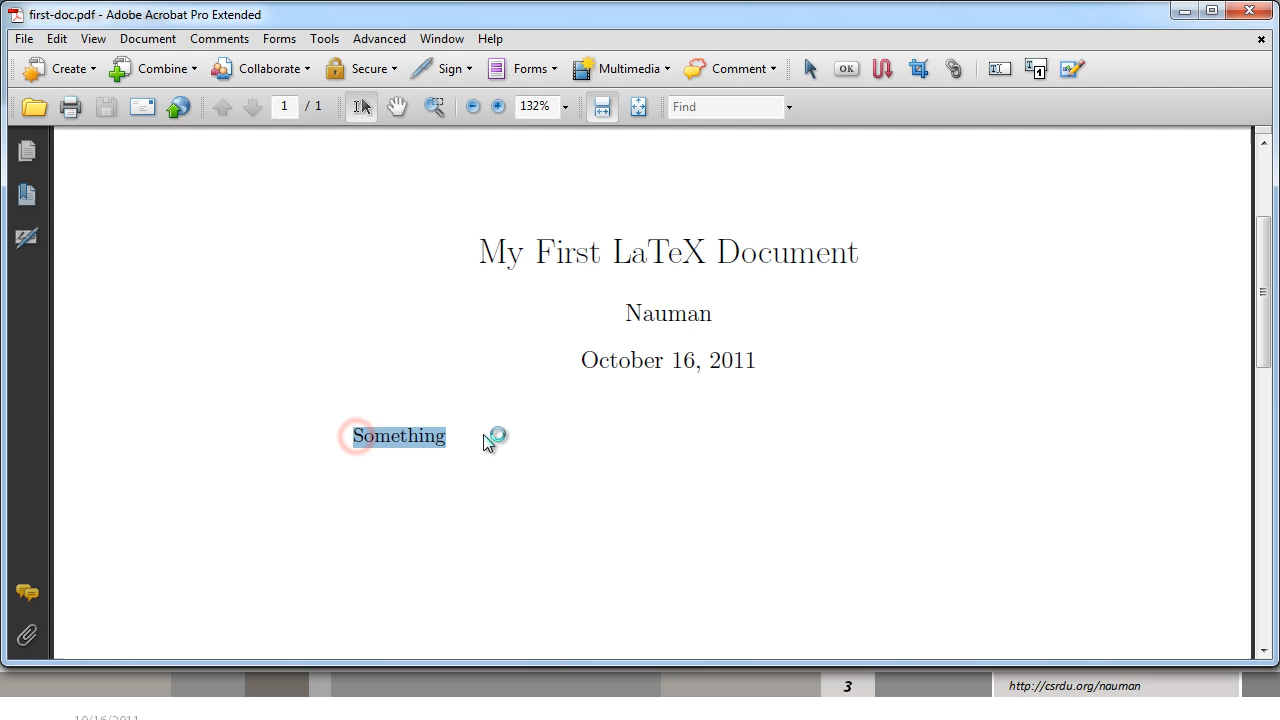 first-doc.pdf - Adobe Acrobat Pro Extended
File Edit View Document Comments Forms Tools Advanced Window Help
Create Combine Collaborate Secure Sign Forms Multimedia Comment OK
1 / 1 132% Find
My First LaTeX Document
Nauman
October 16, 2011
Something
3 http://csrdu.org/nauman
10/16/2011